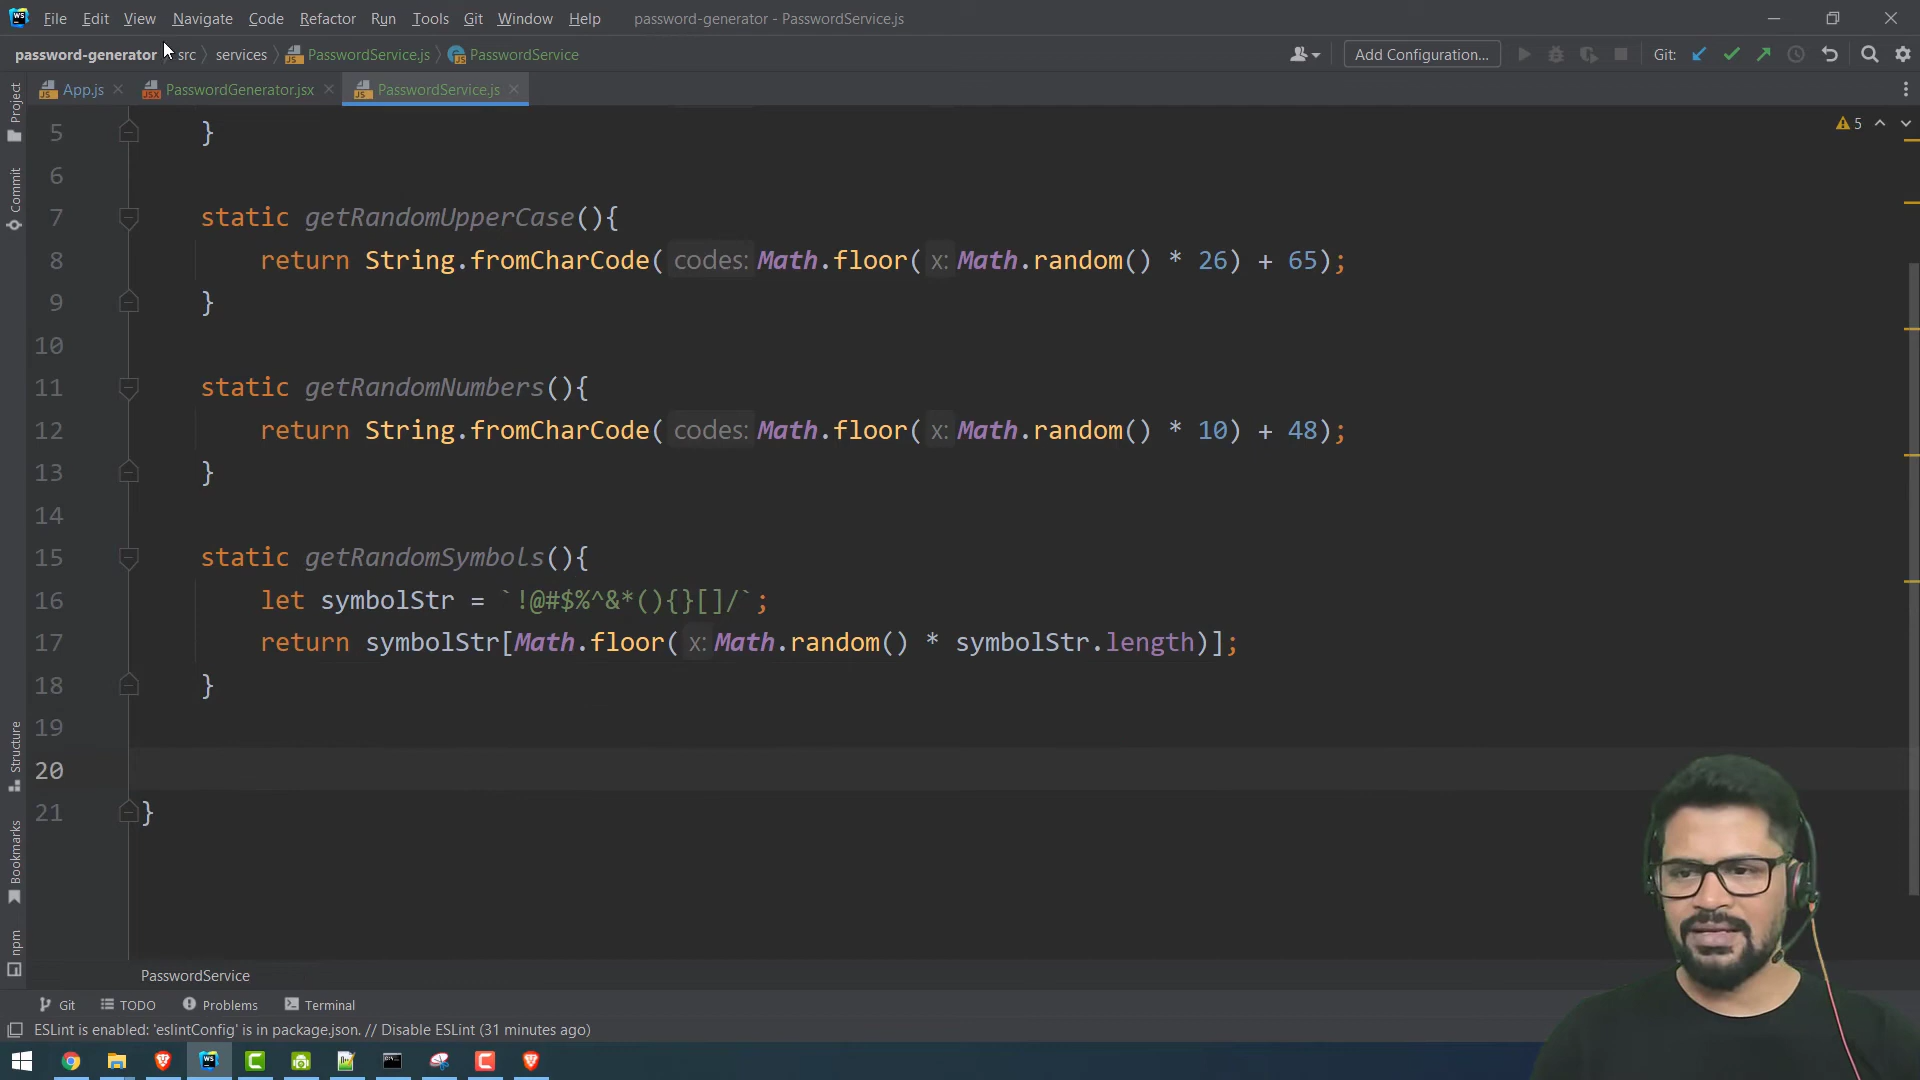 WS File Edit View Navigate Code Refactor Run Tools Git Window Help password-generator - PasswordService.js
password-generator src services PasswordService.js PasswordService Add Configuration... Git:
App.js PasswordGenerator.jsx PasswordService.js
Project
Commit
Structure
Bookmarks
npm
5 }
5
6
7 static getRandomUpperCase(){
8 return String.fromCharCode( codes: Math.floor( x: Math.random() * 26) + 65);
9 }
10
11 static getRandomNumbers(){
12 return String.fromCharCode( codes: Math.floor( x: Math.random() * 10) + 48);
13 }
14
15 static getRandomSymbols(){
16 let symbolStr = `!@#$%^&*(){}[]/`;
17 return symbolStr[Math.floor( x: Math.random() * symbolStr.length)];
18 }
19
20
21 }
PasswordService
Git TODO Problems Terminal
ESLint is enabled: 'eslintConfig' is in package.json. // Disable ESLint (31 minutes ago)
WS